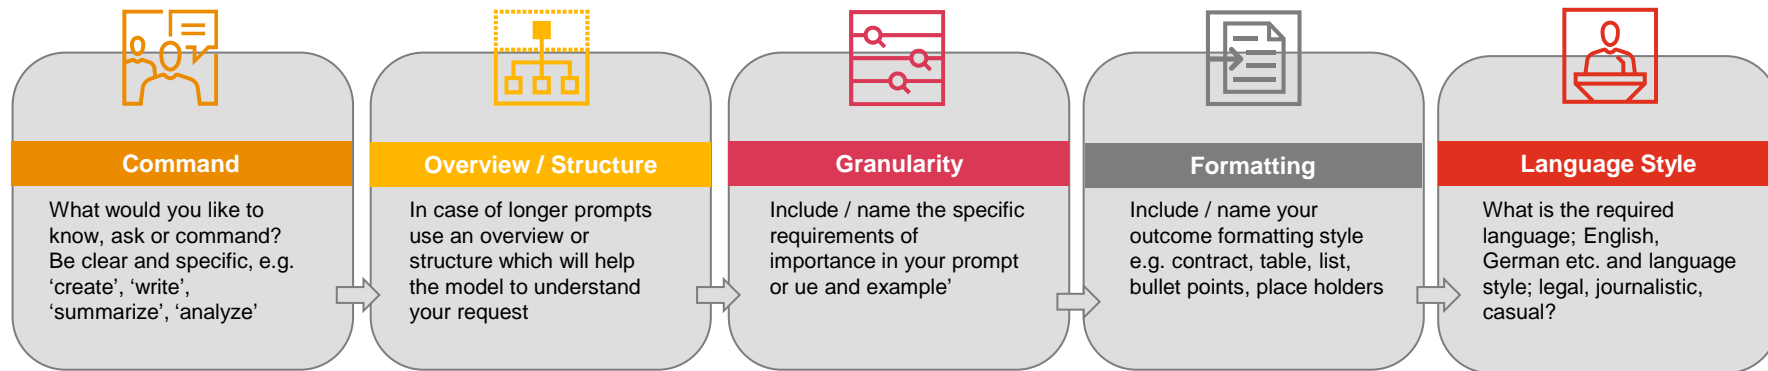 Command
What would you like to
know, ask or command?
Be clear and specific, e.g.
‘create’, ‘write’,
‘summarize’, ‘analyze’
Overview / Structure
In case of longer prompts
use an overview or
structure which will help
the model to understand
your request
Granularity
Include / name the specific
requirements of
importance in your prompt
or ue and example’
Formatting
Include / name your
outcome formatting style
e.g. contract, table, list,
bullet points, place holders
Language Style
What is the required
language; English,
German etc. and language
style; legal, journalistic,
casual?